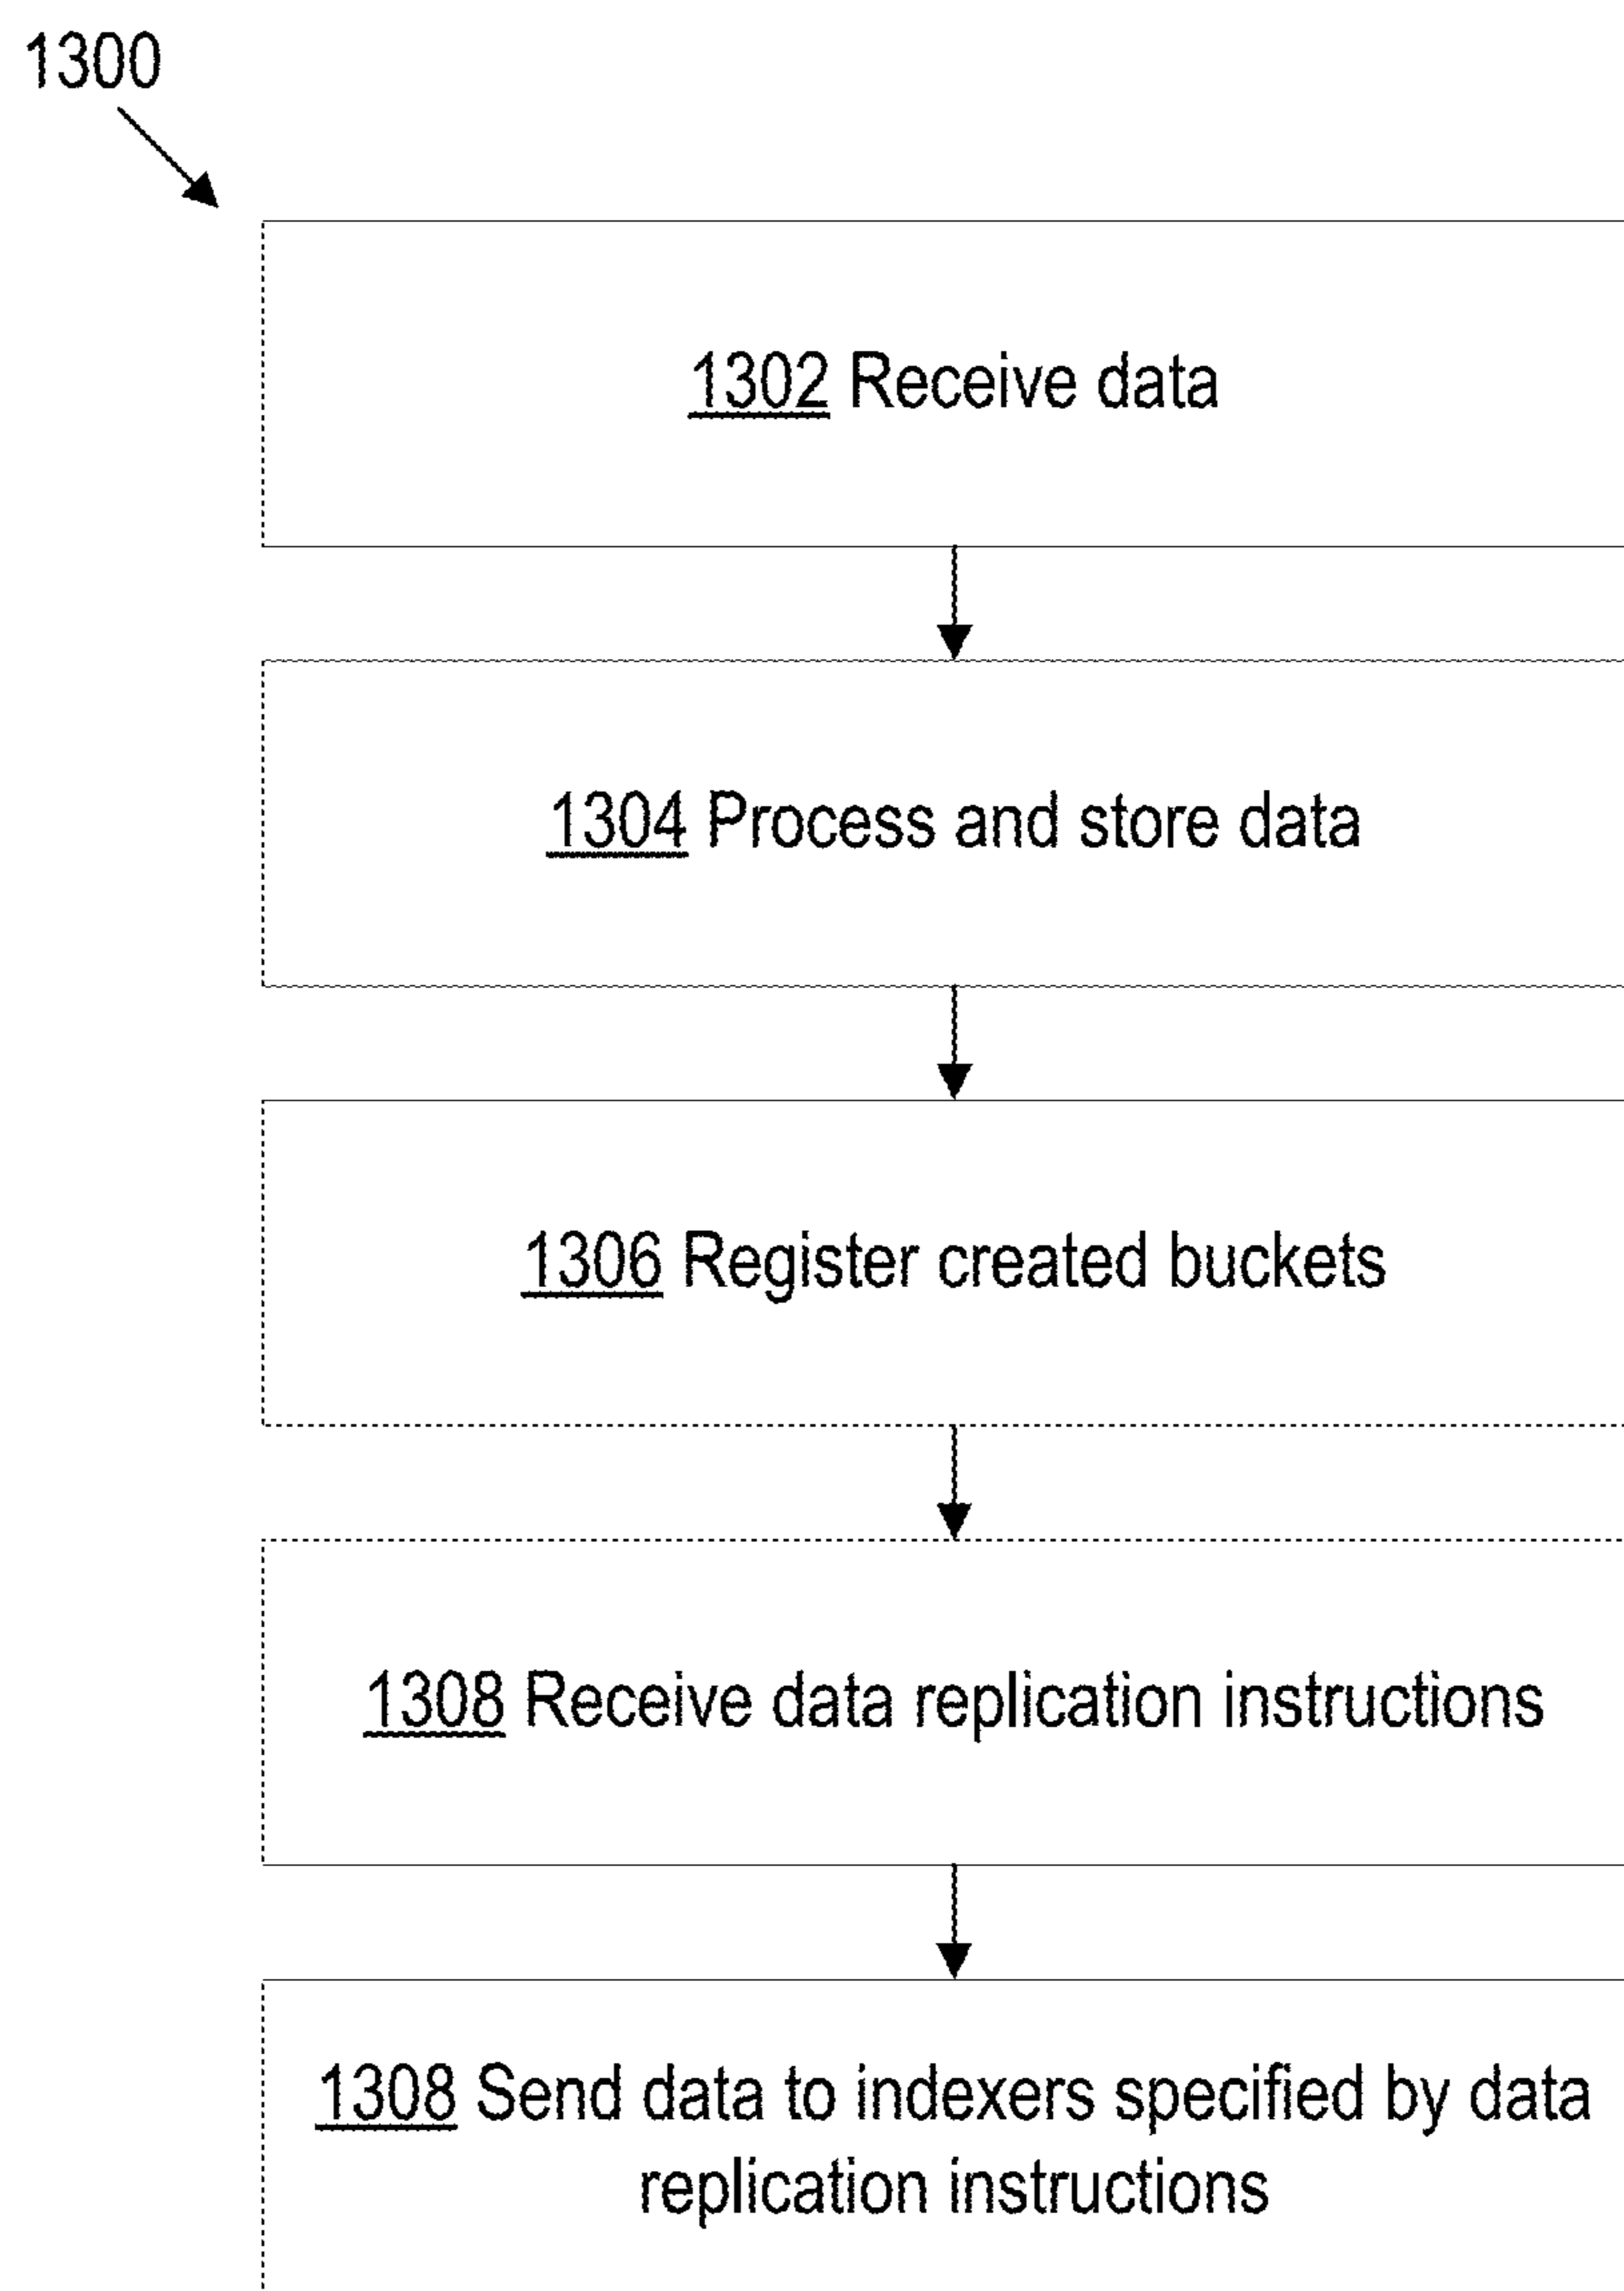 1300
1302 Receive data
1304 Process and store data
1306 Register created buckets
1308 Receive data replication instructions
1308 Send data to indexers specified by data
replication instructions